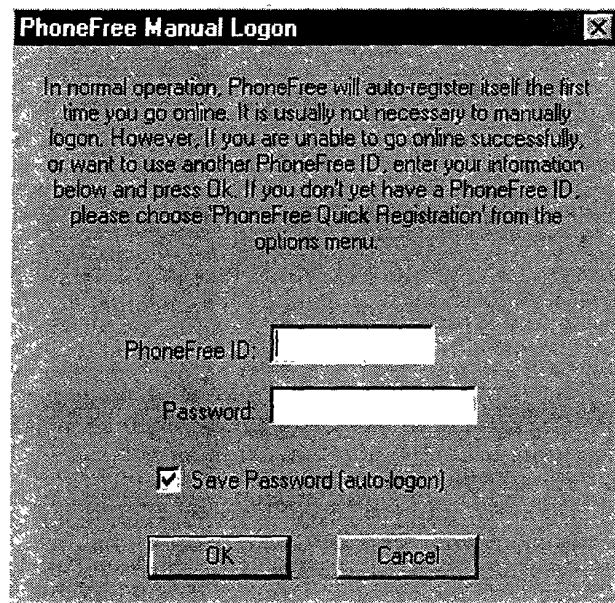 PhoneFree Manual Logon
In normal operation, PhoneFree will auto-register itself the first
time you go online. It is usually not necessary to manually
logon. However, If you are unable to go online successfully,
or want to use another PhoneFree ID, enter your information
below and press Ok. If you don't yet have a PhoneFree ID,
please choose 'PhoneFree Quick Registration' from the
options menu.
PhoneFree ID:
Password:
Save Password (auto-logon)
OK Cancel